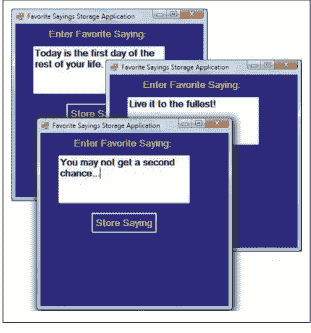 Favorite Sayings Storage Application
Enter Favorite Saying:
Today is the first day of the
rest of your life.
Store Sa
Favorite Sayings Storage Application
Enter Favorite Saying:
Live it to the fullest!
Favorite Sayings Storage Application
Enter Favorite Saying:
You may not get a second
chance...
Store Saying